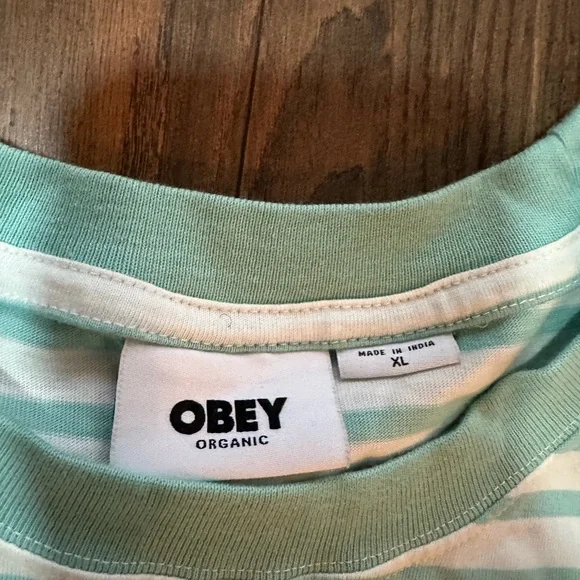 OBEY
ORGANIC
MADE IN INDIA
XL